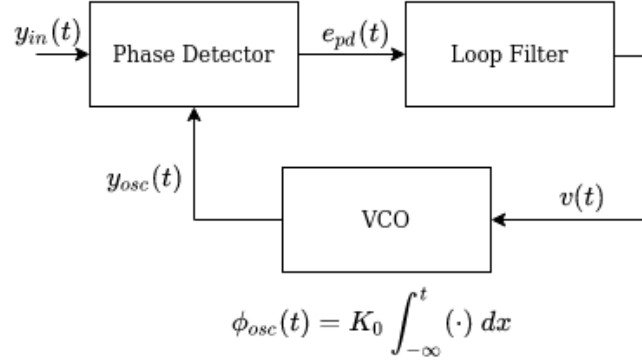 y_{in}(t)
Phase Detector
e_{pd}(t)
Loop Filter
y_{osc}(t)
VCO
v(t)
\phi_{osc}(t) = K_0 \int_{-\infty}^{t} (\cdot) \, dx